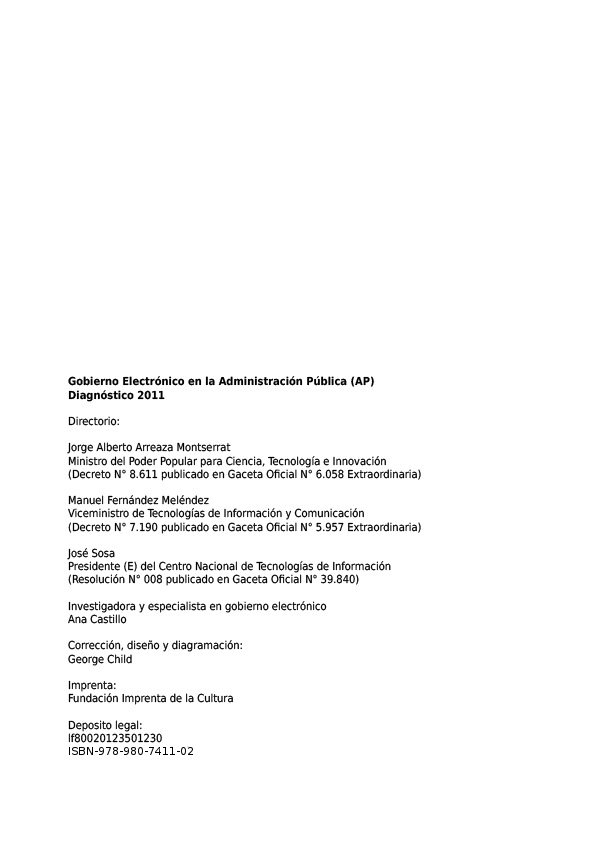 Gobierno Electrónico en la Administración Pública (AP)
Diagnóstico 2011
Directorio:
Jorge Alberto Arreaza Montserrat
Ministro del Poder Popular para Ciencia, Tecnología e Innovación
(Decreto N° 8.611 publicado en Gaceta Oficial N° 6.058 Extraordinaria)
Manuel Fernández Meléndez
Viceministro de Tecnologías de Información y Comunicación
(Decreto N° 7.190 publicado en Gaceta Oficial N° 5.957 Extraordinaria)
José Sosa
Presidente (E) del Centro Nacional de Tecnologías de Información
(Resolución N° 008 publicado en Gaceta Oficial N° 39.840)
Investigadora y especialista en gobierno electrónico
Ana Castillo
Corrección, diseño y diagramación:
George Child
Imprenta:
Fundación Imprenta de la Cultura
Deposito legal:
lf80020123501230
ISBN-978-980-7411-02